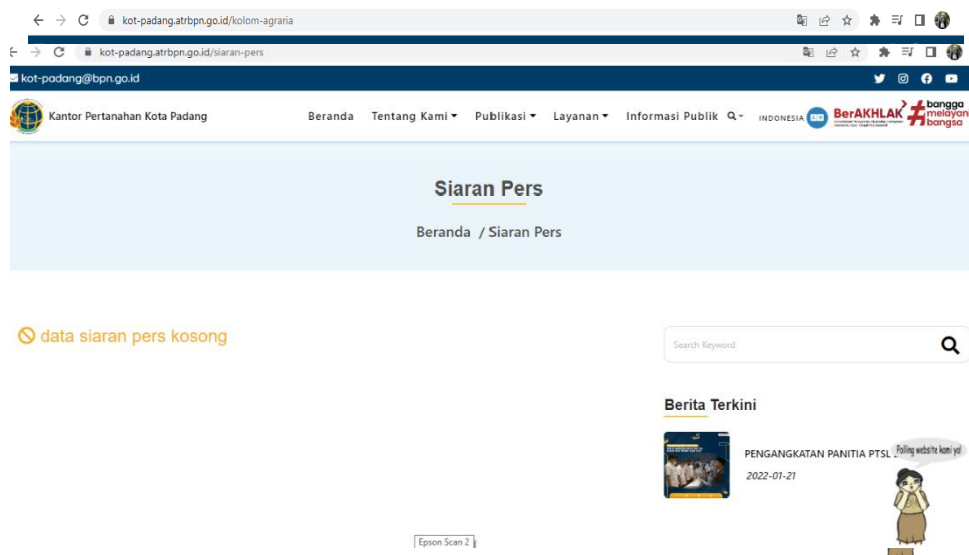 kot-padang.atrbpn.go.id/kolom-agraria
kot-padang.atrbpn.go.id/siaran-pers
kot-padang@bpn.go.id
Kantor Pertanahan Kota Padang
Beranda Tentang Kami Publikasi Layanan Informasi Publik INDONESIA BerAKHLAK # bangga melayani bangsa
Siaran Pers
Beranda / Siaran Pers
data siaran pers kosong
Search Keyword
Berita Terkini
PENGANGKATAN PANITIA PTSL
2022-01-21
Polling website kami ya!
Epson Scan 2